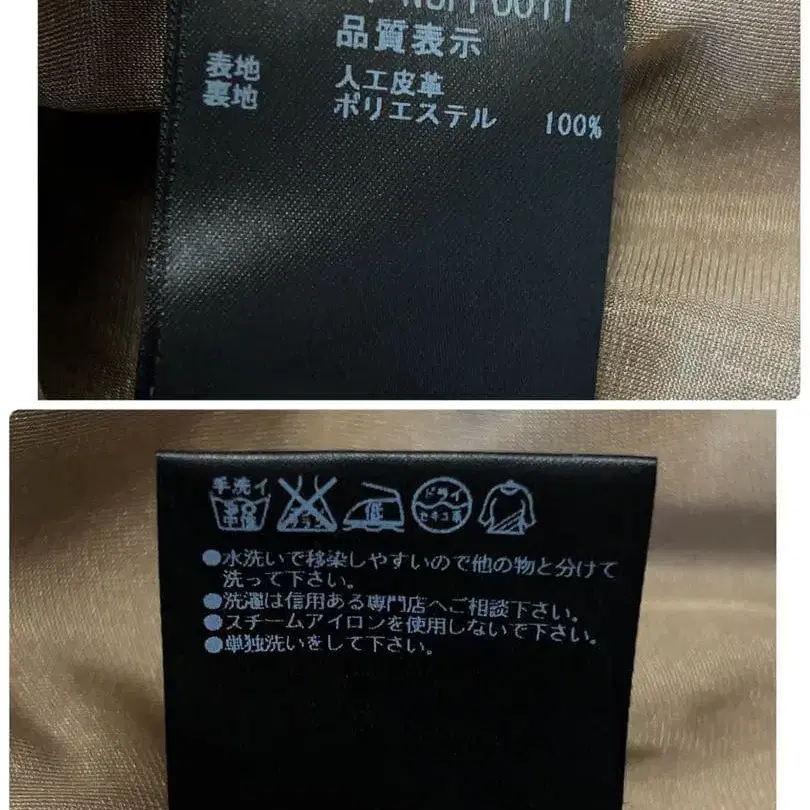 品質表示
表地 人工皮革
裏地 ポリエステル 100%
手洗イ
低
ドライ
セキユ系
●水洗いで移染しやすいので他の物と分けて
洗って下さい。
●洗濯は信用ある専門店へご相談下さい。
●スチームアイロンを使用しないで下さい。
●単独洗いをして下さい。